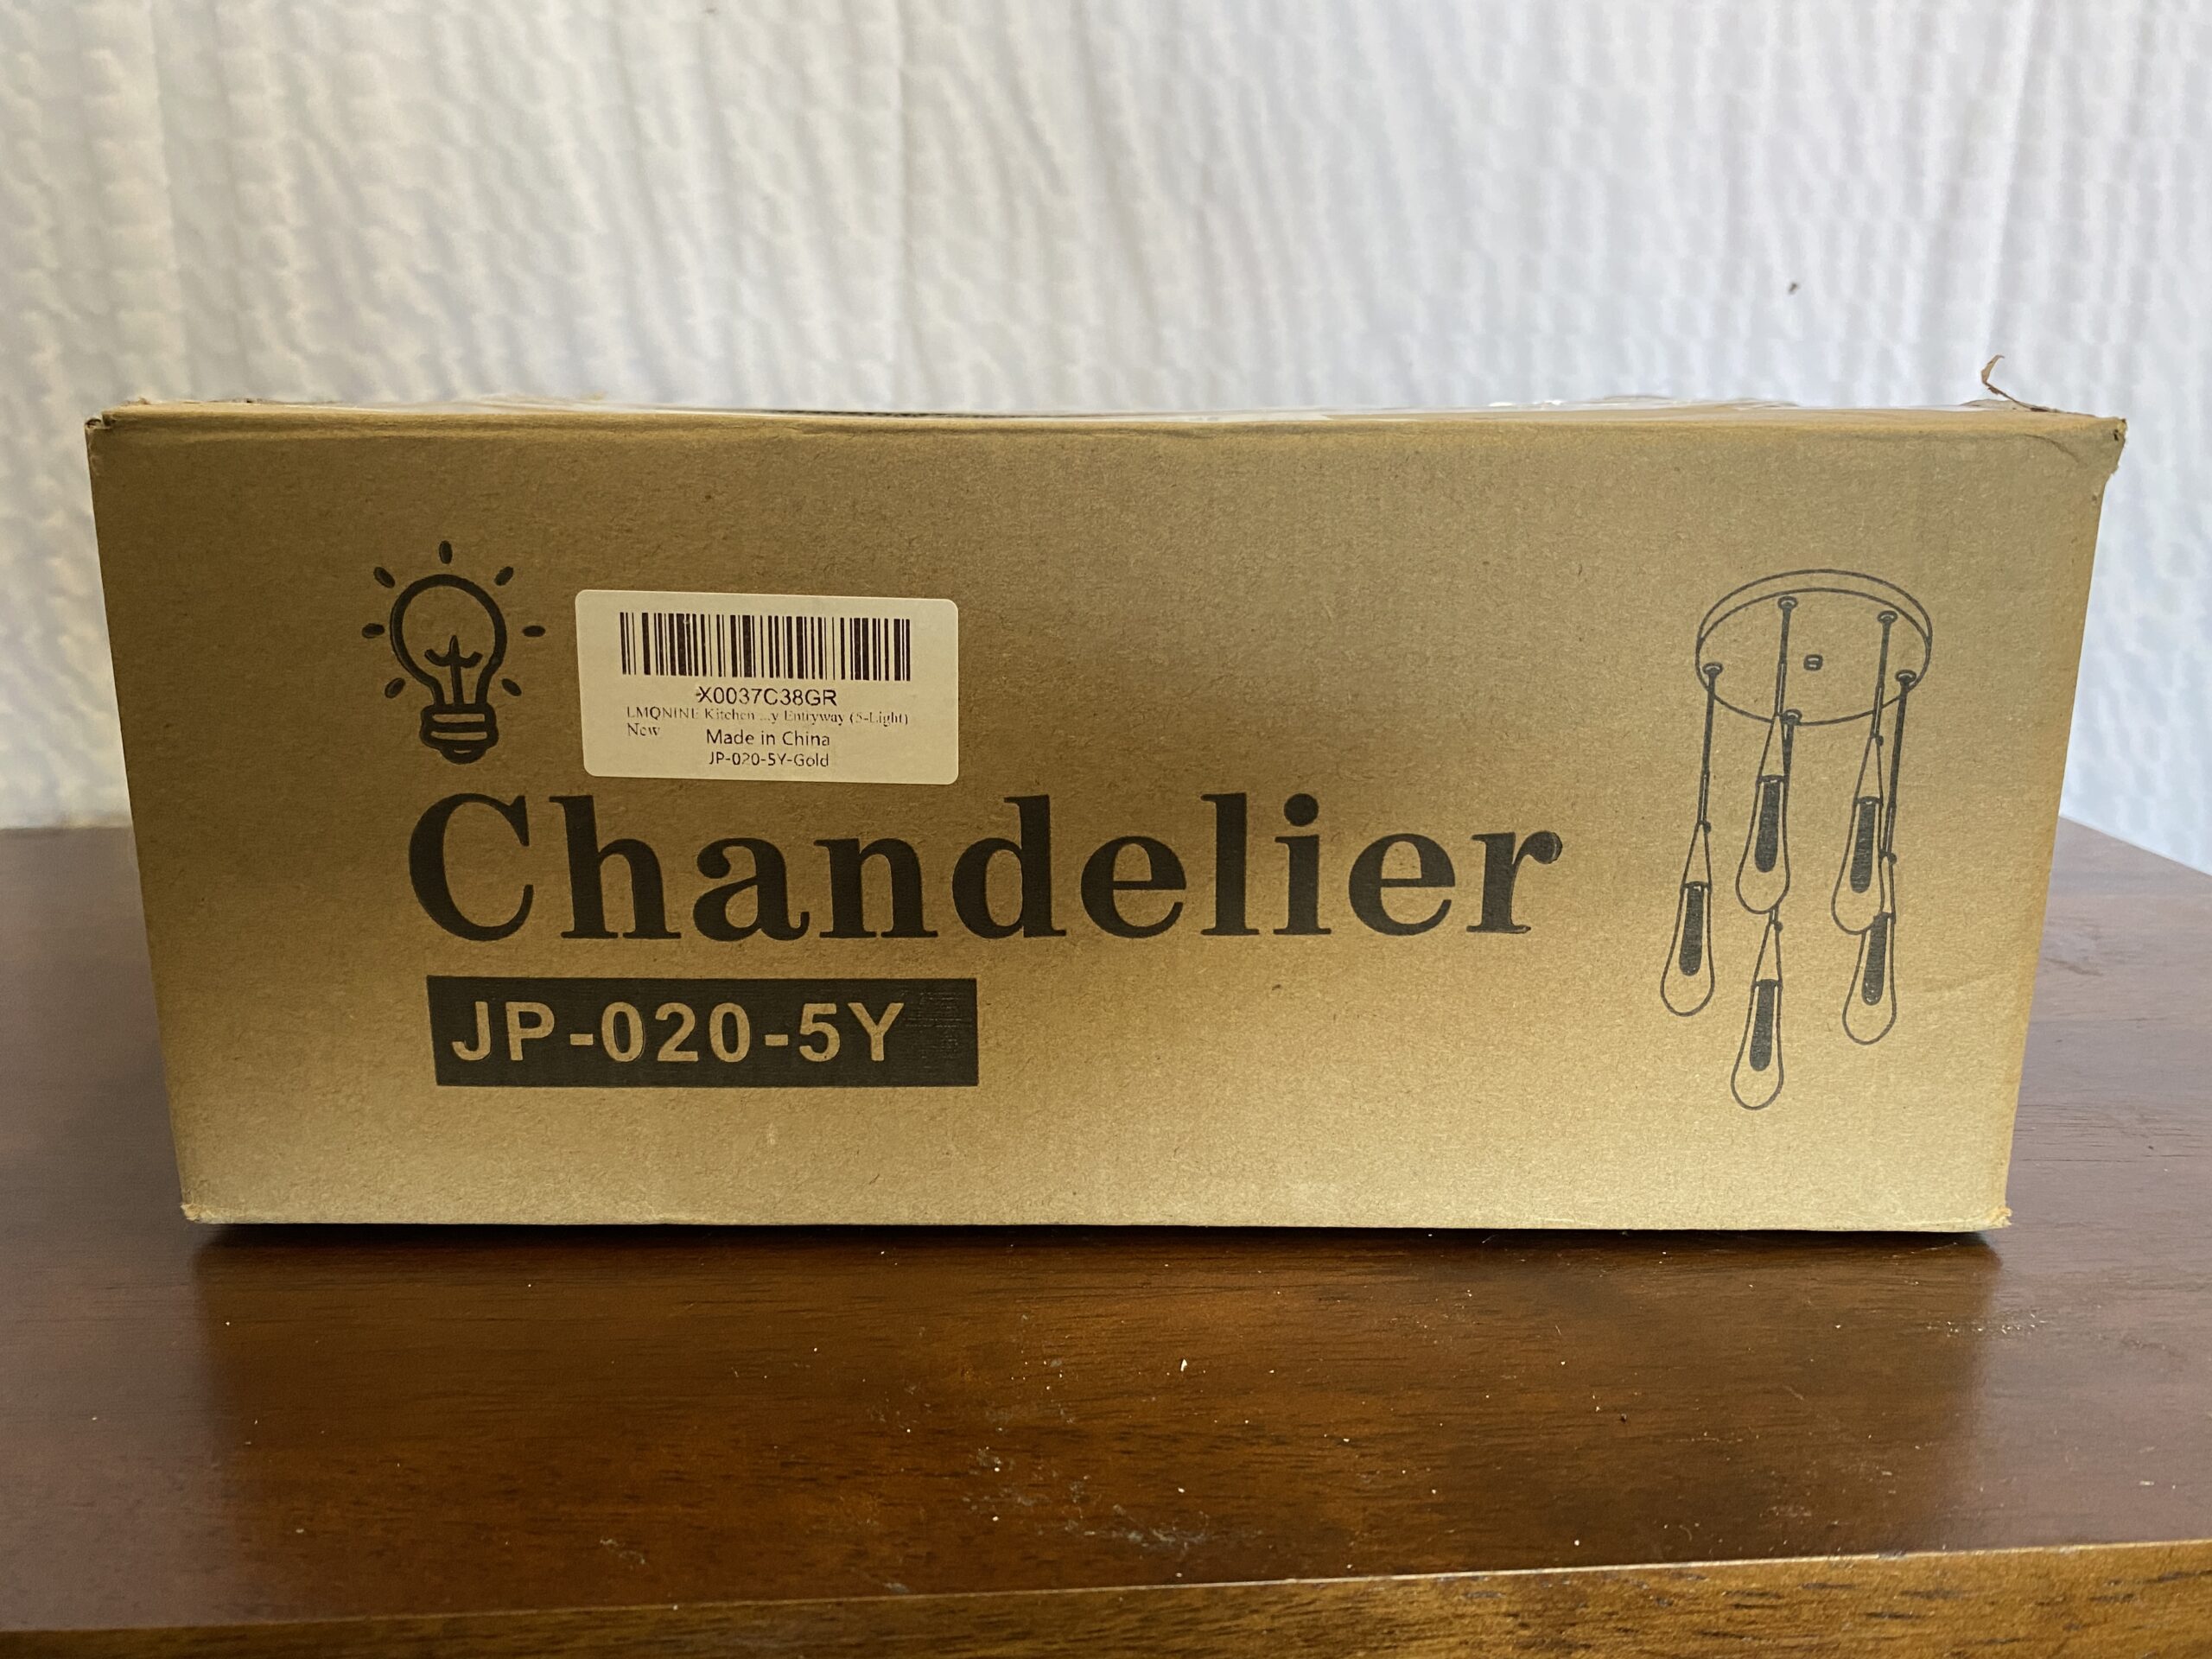 X0037C38GR
LMQNINE Kitchen ...y Entryway (5-Light)
New
Made in China
JP-020-5Y-Gold
Chandelier
JP-020-5Y